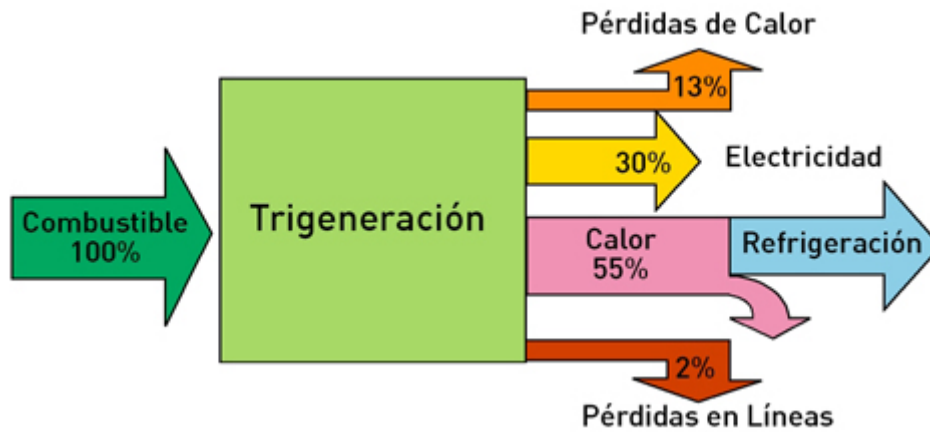 Pérdidas de Calor
13%
30%
Electricidad
Combustible
100%
Trigeneración
Calor
55%
Refrigeración
2%
Pérdidas en Líneas